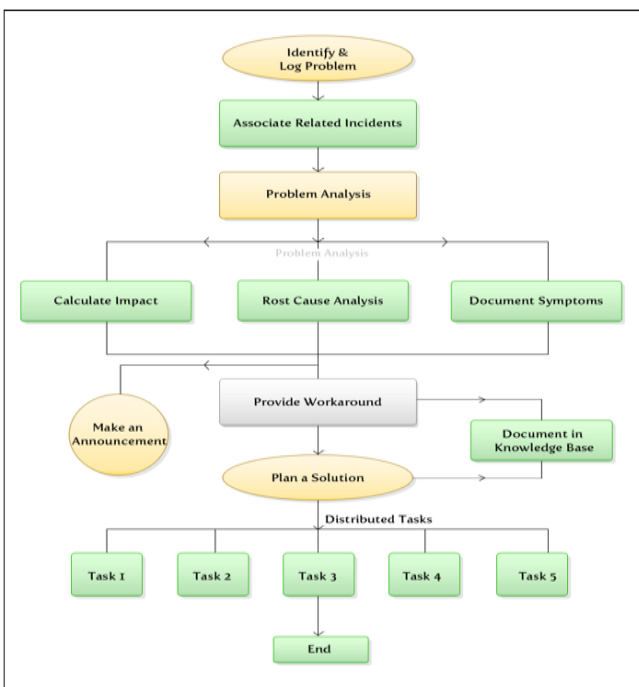 Identify &
Log Problem
Associate Related Incidents
Problem Analysis
Problem Analysis
Calculate Impact
Rost Cause Analysis
Document Symptoms
Provide Workaround
Make an
Announcement
Document in
Knowledge Base
Plan a Solution
Distributed Tasks
Task 1
Task 2
Task 3
Task 4
Task 5
End